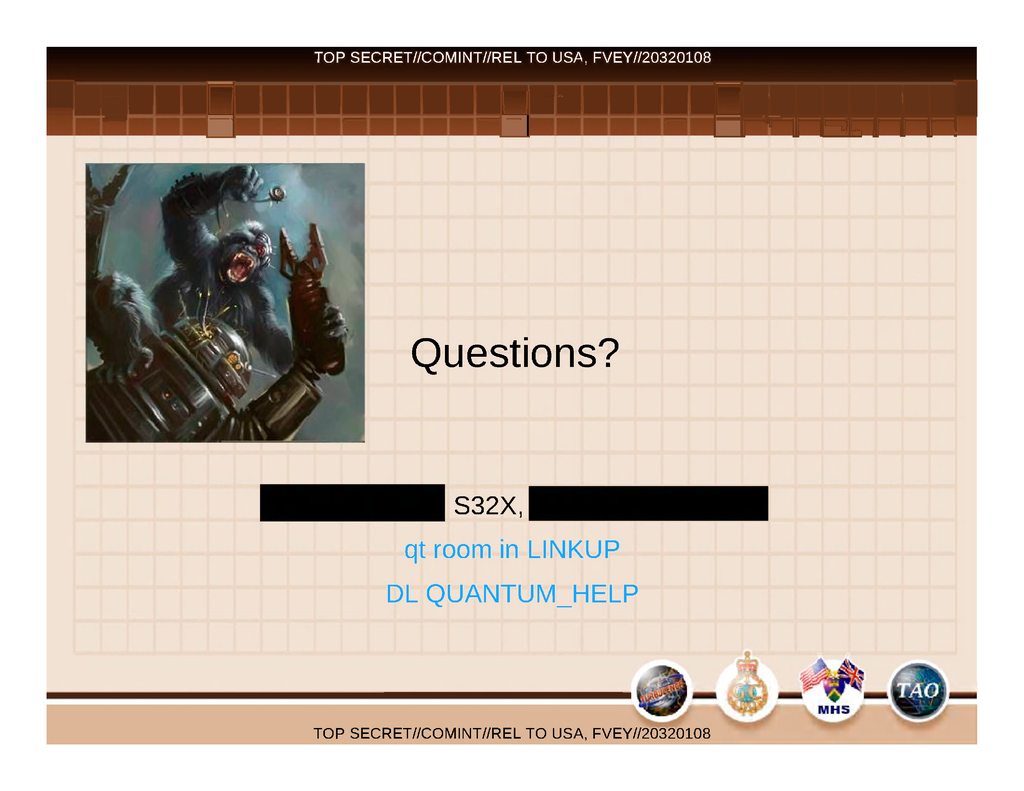 TOP SECRET//COMINT//REL TO USA, FVEY//20320108
Questions?
S32X,
qt room in LINKUP
DL QUANTUM_HELP
MHS
TAO
TOP SECRET//COMINT//REL TO USA, FVEY//20320108